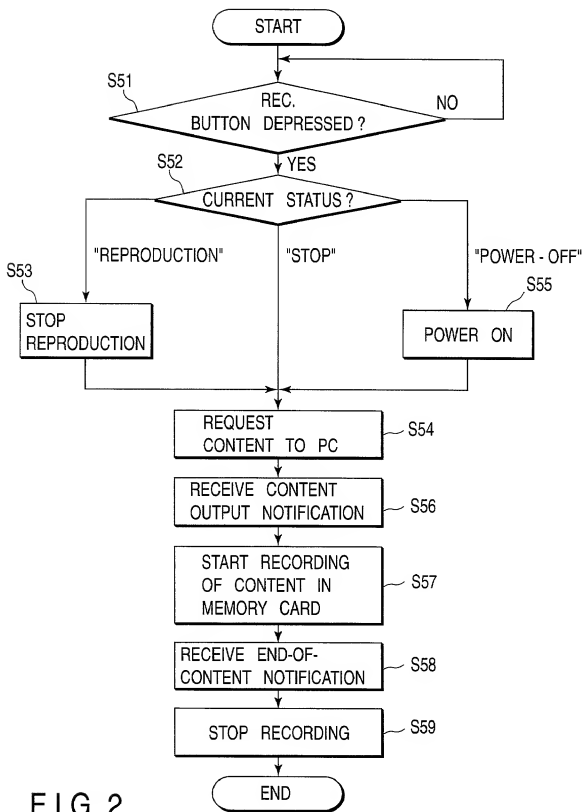 START
S51
REC.
BUTTON DEPRESSED?
NO
YES
S52
CURRENT STATUS?
"REPRODUCTION"
"STOP"
"POWER - OFF"
S53
STOP
REPRODUCTION
S55
POWER ON
REQUEST
CONTENT TO PC
S54
RECEIVE CONTENT
OUTPUT NOTIFICATION
S56
START RECORDING
OF CONTENT IN
MEMORY CARD
S57
RECEIVE END-OF-
CONTENT NOTIFICATION
S58
STOP RECORDING
S59
END
FIG. 2